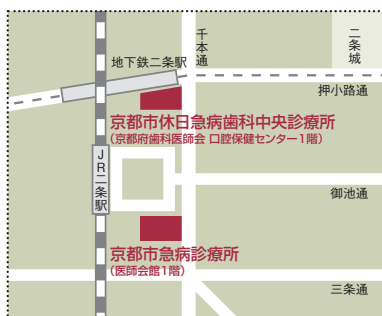 千本通
二条城
地下鉄二条駅
押小路通
京都市休日急病歯科中央診療所
(京都府歯科医師会 口腔保健センター1階)
JR二条駅
御池通
京都市急病診療所
(医師会館1階)
三条通